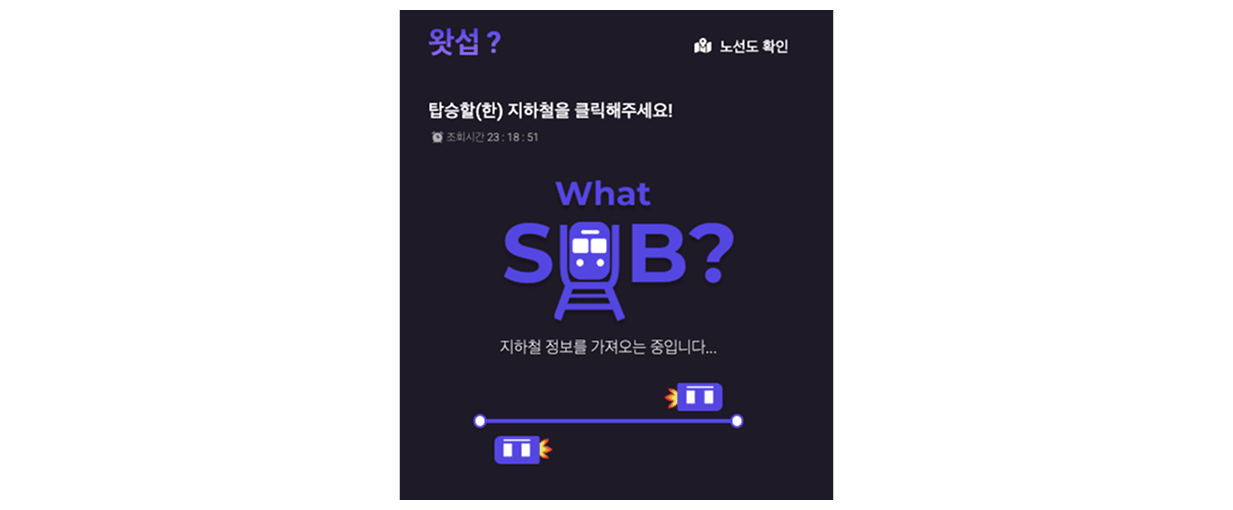 왓섭 ?
노선도 확인
탑승할(한) 지하철을 클릭해주세요!
조회시간 23 : 18 : 51
What
SUB?
지하철 정보를 가져오는 중입니다...